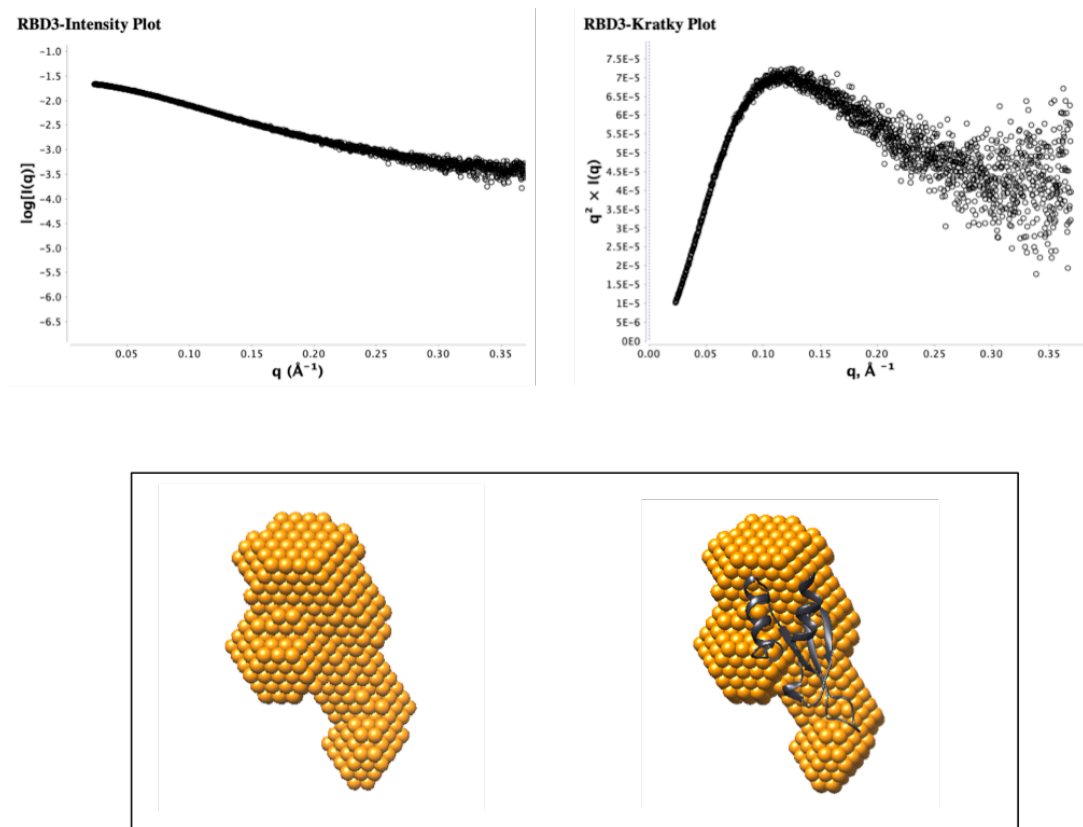 RBD3-Intensity Plot
−1.0
−1.5
−2.0
−2.5
−3.0
−3.5
−4.0
−4.5
−5.0
−5.5
−6.0
−6.5
log[I(q)]
0.05 0.10 0.15 0.20 0.25 0.30 0.35
q (Å⁻¹)
RBD3-Kratky Plot
7.5E-5
7E-5
6.5E-5
6E-5
5.5E-5
5E-5
4.5E-5
4E-5
3.5E-5
3E-5
2.5E-5
2E-5
1.5E-5
1E-5
5E-6
0E0
q² × I(q)
0.00 0.05 0.10 0.15 0.20 0.25 0.30 0.35
q, Å ⁻¹